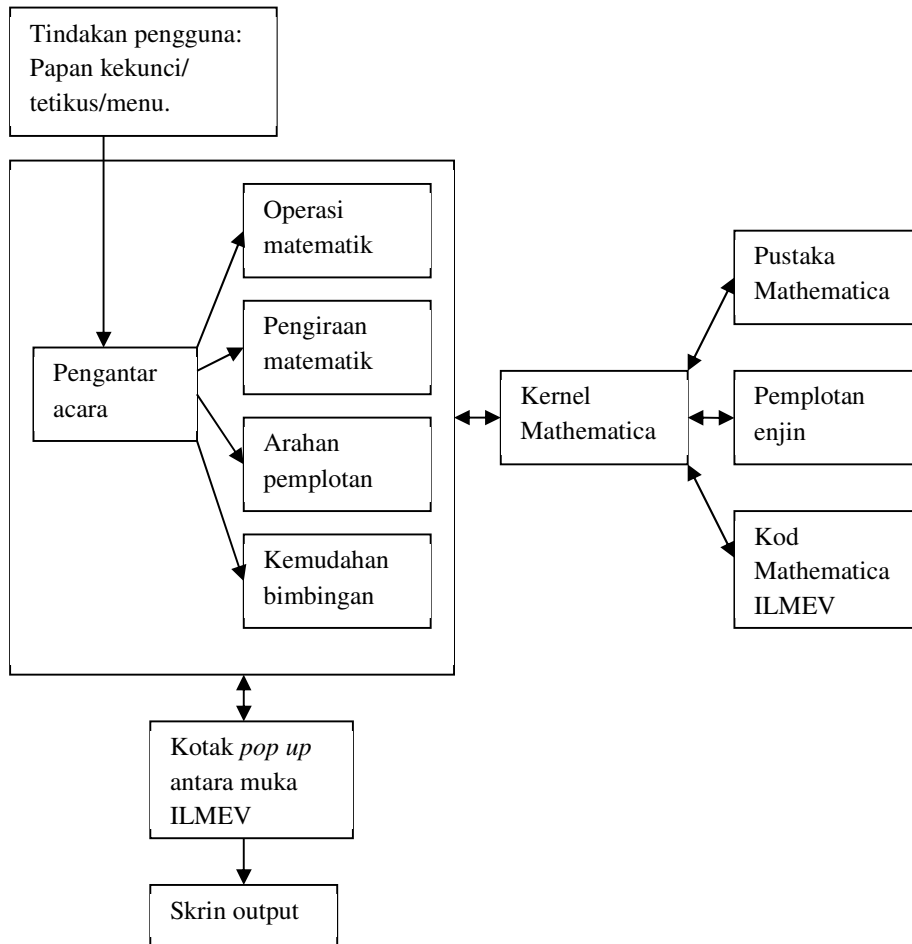 Tindakan pengguna:
Papan kekunci/
tetikus/menu.
Operasi
matematik
Pengiraan
matematik
Pengantar
acara
Arahan
pemplotan
Kemudahan
bimbingan
Kernel
Mathematica
Pustaka
Mathematica
Pemplotan
enjin
Kod
Mathematica
ILMEV
Kotak pop up
antara muka
ILMEV
Skrin output